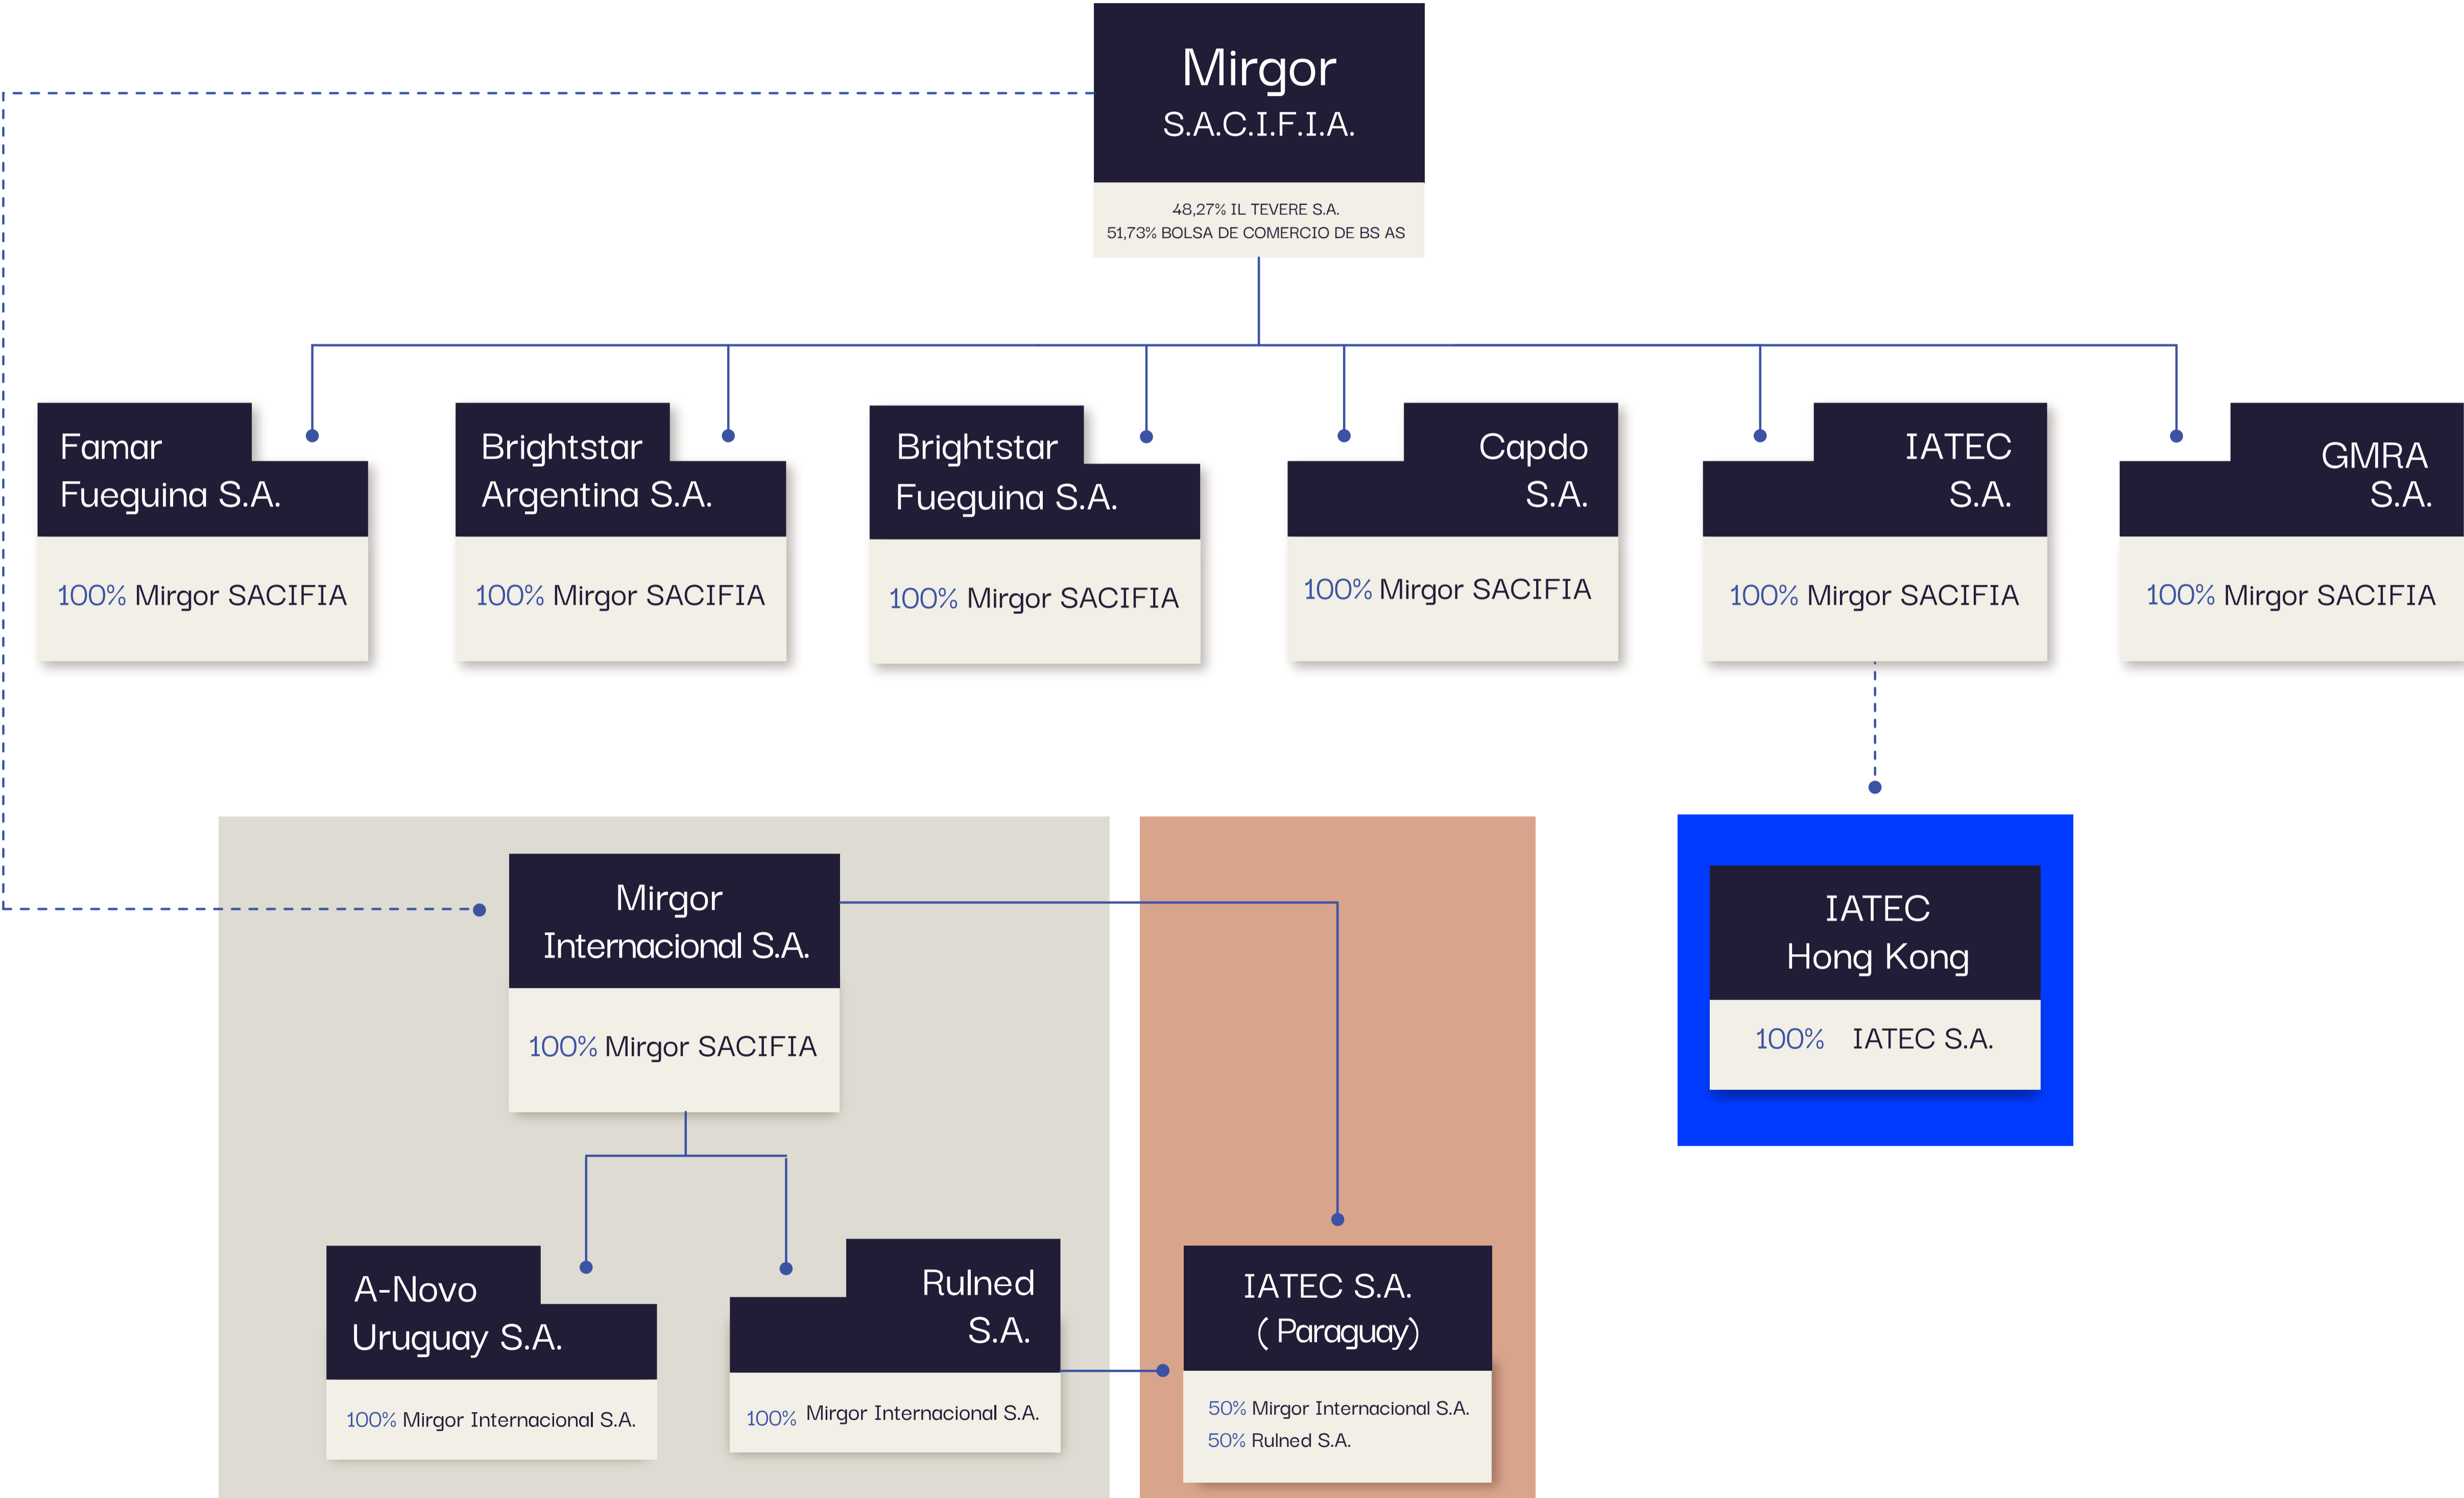 Mirgor
S.A.C.I.F.I.A.
48,27% IL TEVERE S.A.
51,73% BOLSA DE COMERCIO DE BS AS
Famar
Fueguina S.A.
100% Mirgor SACIFIA
Brightstar
Argentina S.A.
100% Mirgor SACIFIA
Brightstar
Fueguina S.A.
100% Mirgor SACIFIA
Capdo
S.A.
100% Mirgor SACIFIA
IATEC
S.A.
100% Mirgor SACIFIA
GMRA
S.A.
100% Mirgor SACIFIA
Mirgor
Internacional S.A.
100% Mirgor SACIFIA
IATEC
Hong Kong
100% IATEC S.A.
A-Novo
Uruguay S.A.
100% Mirgor Internacional S.A.
Rulned
S.A.
100% Mirgor Internacional S.A.
IATEC S.A.
( Paraguay)
50% Mirgor Internacional S.A.
50% Rulned S.A.